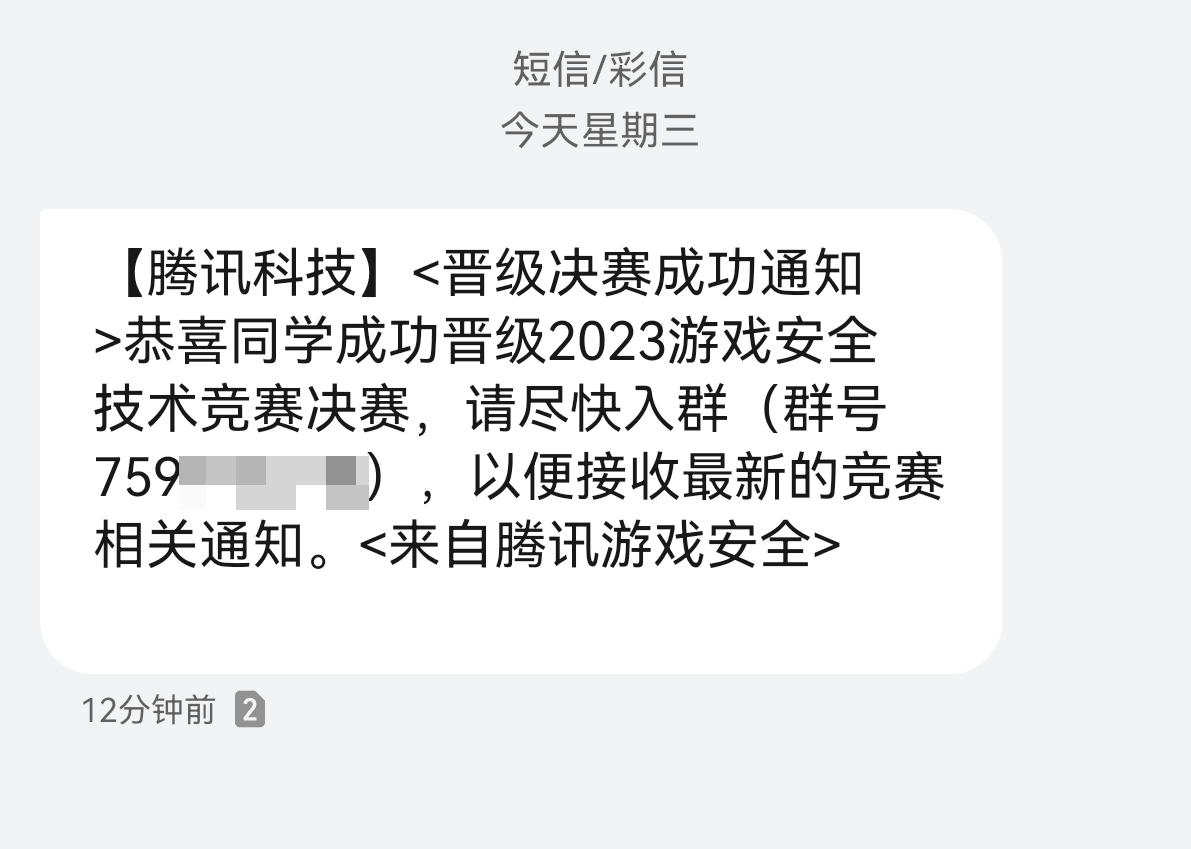 短信/彩信
今天星期三
【腾讯科技】<晋级决赛成功通知
>恭喜同学成功晋级2023游戏安全
技术竞赛决赛，请尽快入群（群号
759），以便接收最新的竞赛
相关通知。<来自腾讯游戏安全>
12分钟前 2